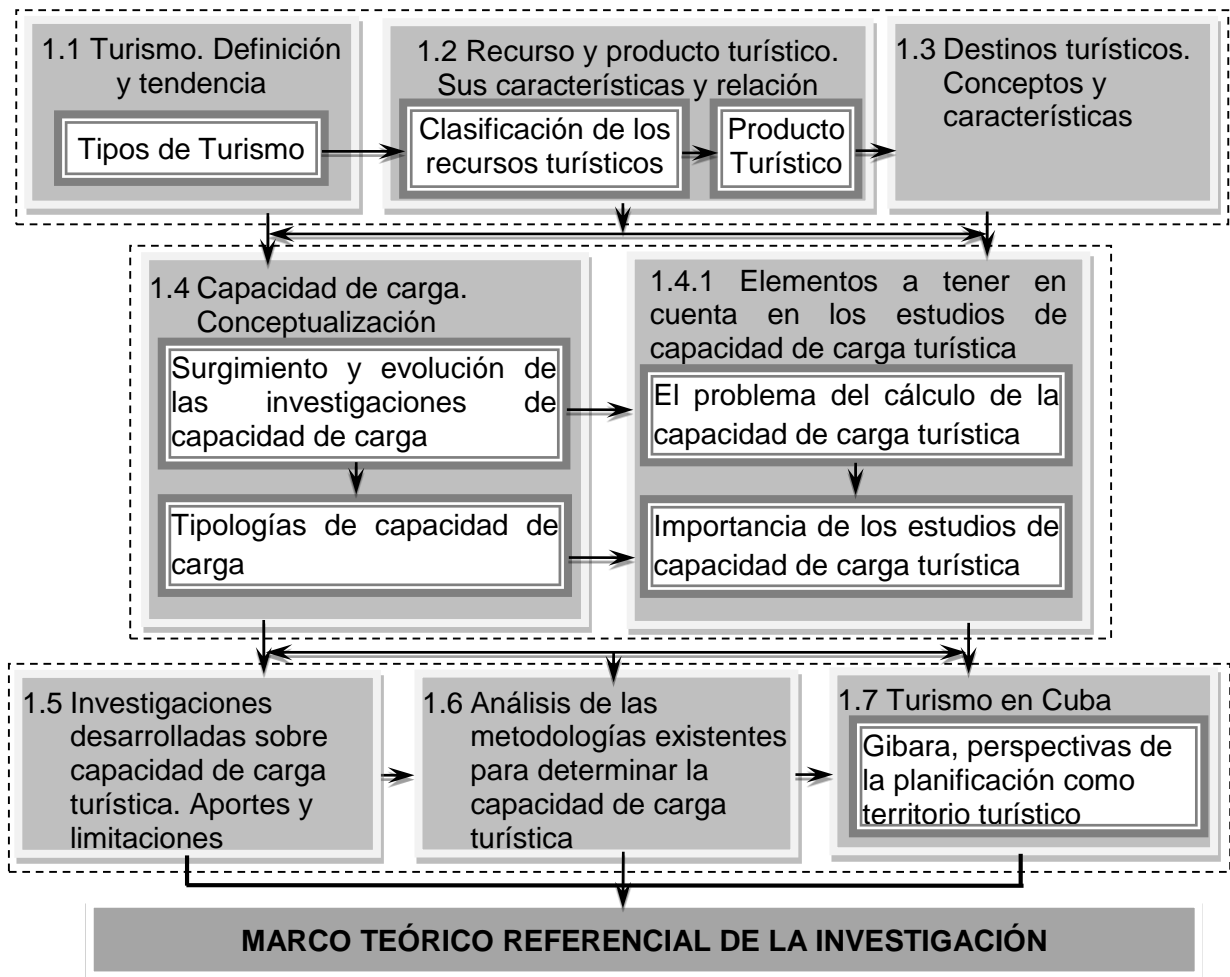 1.1 Turismo. Definición
y tendencia
Tipos de Turismo
1.2 Recurso y producto turístico.
Sus características y relación
Clasificación de los
recursos turísticos
Producto
Turístico
1.3 Destinos turísticos.
Conceptos y
características
1.4 Capacidad de carga.
Conceptualización
Surgimiento y evolución de
las investigaciones de
capacidad de carga
Tipologías de capacidad de
carga
1.4.1 Elementos a tener en
cuenta en los estudios de
capacidad de carga turística
El problema del cálculo de la
capacidad de carga turística
Importancia de los estudios de
capacidad de carga turística
1.5 Investigaciones
desarrolladas sobre
capacidad de carga
turística. Aportes y
limitaciones
1.6 Análisis de las
metodologías existentes
para determinar la
capacidad de carga
turística
1.7 Turismo en Cuba
Gibara, perspectivas de
la planificación como
territorio turístico
MARCO TEÓRICO REFERENCIAL DE LA INVESTIGACIÓN